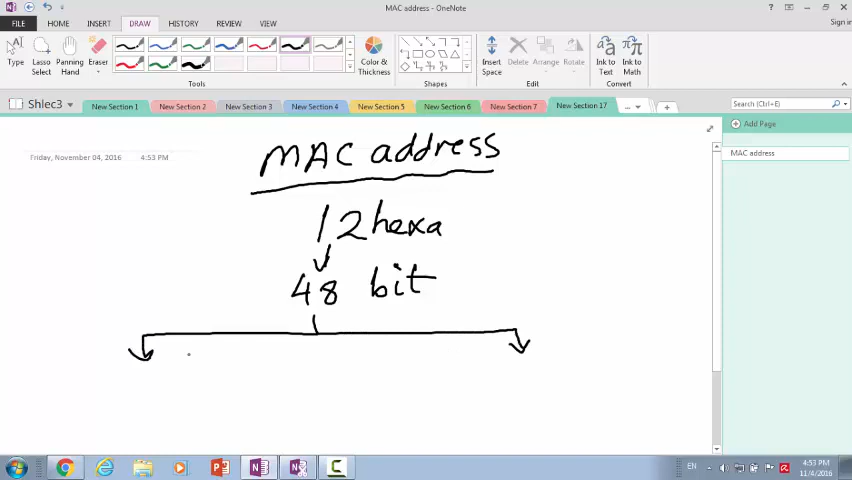 MAC address - OneNote
FILE HOME INSERT DRAW HISTORY REVIEW VIEW
Sign in
Type Lasso Select Panning Hand Eraser Color & Thickness Insert Space Delete Arrange Rotate Ink to Text Ink to Math
Tools Shapes Edit Convert
Shlec3 New Section 1 New Section 2 New Section 3 New Section 4 New Section 5 New Section 6 New Section 7 New Section 17 ... Search (Ctrl+E)
Add Page
MAC address
Friday, November 04, 2016 4:53 PM
MAC address
12 hexa
48 bit
EN 4:53 PM
11/4/2016